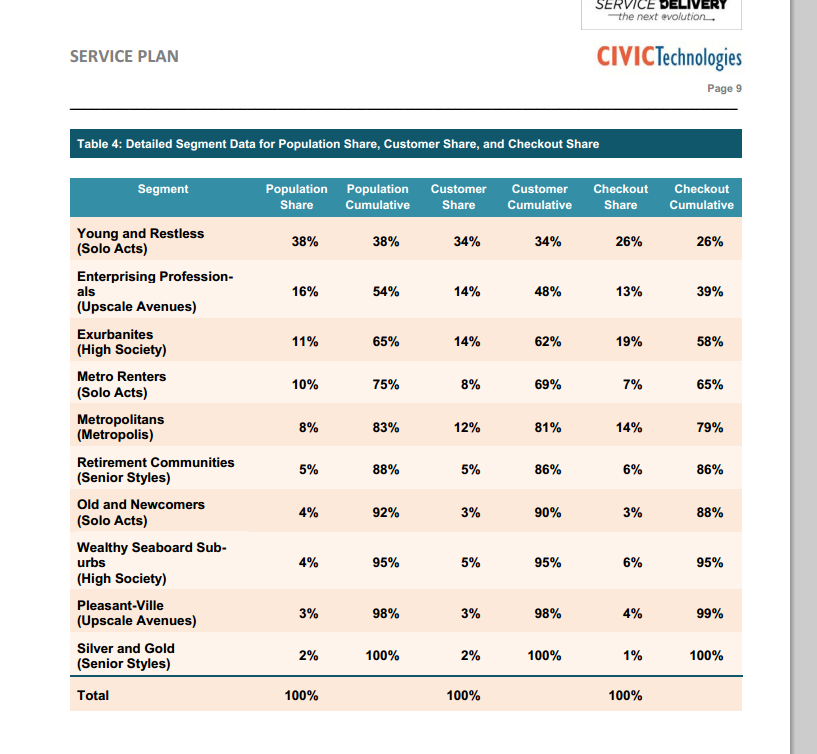 SERVICE DELIVERY
the next evolution
SERVICE PLAN
CIVICTechnologies
Page 9
Table 4: Detailed Segment Data for Population Share, Customer Share, and Checkout Share
Segment Population Share Population Cumulative Customer Share Customer Cumulative Checkout Share Checkout Cumulative
Young and Restless
(Solo Acts) 38% 38% 34% 34% 26% 26%
Enterprising Profession-
als 16% 54% 14% 48% 13% 39%
(Upscale Avenues)
Exurbanites
(High Society) 11% 65% 14% 62% 19% 58%
Metro Renters
(Solo Acts) 10% 75% 8% 69% 7% 65%
Metropolitans
(Metropolis) 8% 83% 12% 81% 14% 79%
Retirement Communities
(Senior Styles) 5% 88% 5% 86% 6% 86%
Old and Newcomers
(Solo Acts) 4% 92% 3% 90% 3% 88%
Wealthy Seaboard Sub-
urbs 4% 95% 5% 95% 6% 95%
(High Society)
Pleasant-Ville
(Upscale Avenues) 3% 98% 3% 98% 4% 99%
Silver and Gold
(Senior Styles) 2% 100% 2% 100% 1% 100%
Total 100% 100% 100%